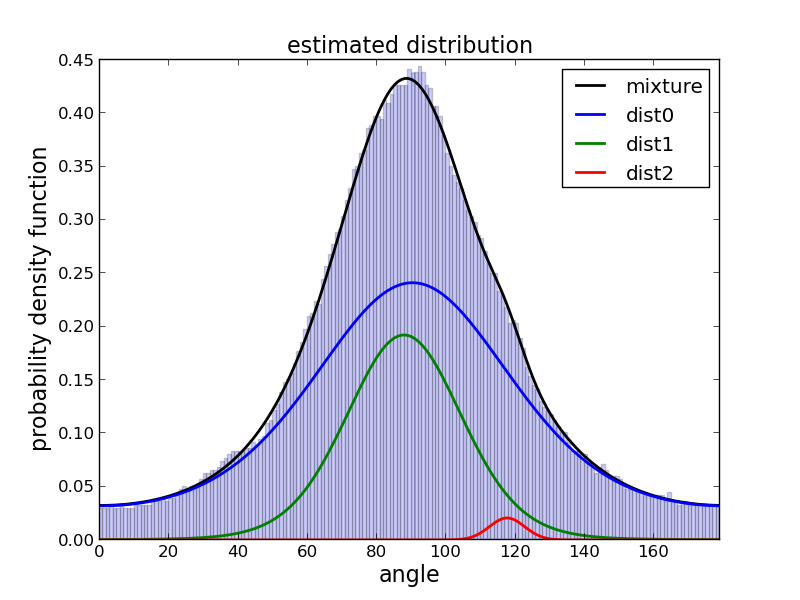 estimated distribution
0.45
0.40
0.35
0.30
0.25
0.20
0.15
0.10
0.05
0.00
probability density function
mixture
dist0
dist1
dist2
0 20 40 60 80 100 120 140 160
angle